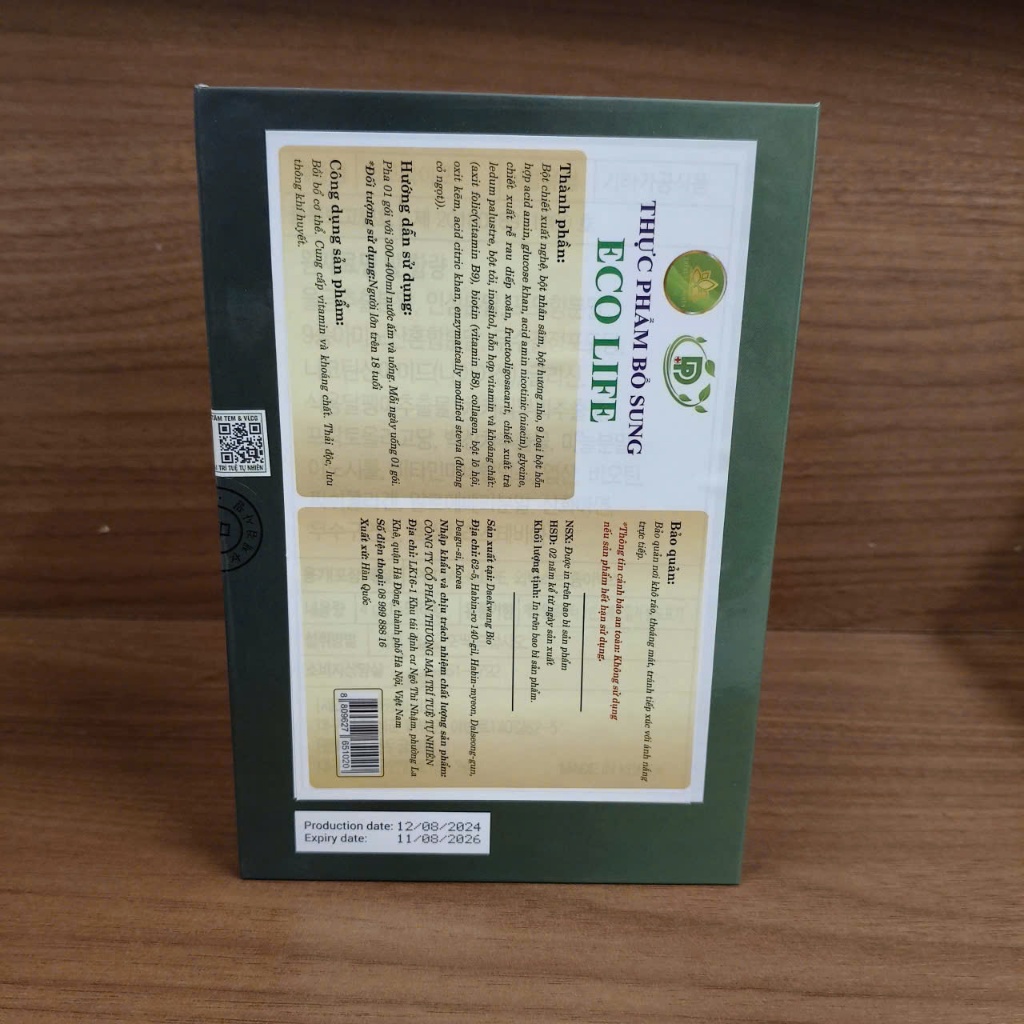 THỰC PHẨM BỔ SUNG
ECO LIFE
Thành phần:
Bột chiết xuất nghệ, bột nhân sâm, bột hương nho, 9 loại bột hỗn
hợp acid amin, glucose khan, acid amin nicotinic (niacin), glycine,
chiết xuất rễ rau diếp xoăn, fructooligosacarit, chiết xuất trà
ledum palustre, bột tỏi, inositol, hỗn hợp vitamin và khoáng chất:
(axit folic(vitamin B9), biotin (vitamin B8), collagen, bột lô hội,
oxit kẽm, acid citric khan, enzymatically modified stevia (đường
cỏ ngọt)).
Hướng dẫn sử dụng:
Pha 01 gói với 300-400ml nước ấm và uống. Mỗi ngày uống 01 gói.
*Đối tượng sử dụng:Người lớn trên 18 tuổi
Công dụng sản phẩm:
Bồi bổ cơ thể. Cung cấp vitamin và khoáng chất. Thải độc, lưu
thông khí huyết.
Bảo quản:
Bảo quản nơi khô ráo, thoáng mát, tránh tiếp xúc với ánh nắng
trực tiếp.
*Thông tin cảnh báo an toàn: Không sử dụng
nếu sản phẩm hết hạn sử dụng.
NSX: Được in trên bao bì sản phẩm
HSD: 02 năm kể từ ngày sản xuất
Khối lượng tịnh: In trên bao bì sản phẩm.
Sản xuất tại: Daekwang Bio
Địa chỉ: 62-5, Habin-ro 140-gil, Habin-myeon, Dalseong-gun,
Deagu-si, Korea
Nhập khẩu và chịu trách nhiệm chất lượng sản phẩm:
CÔNG TY CỔ PHẦN THƯƠNG MẠI TRÍ TUỆ TỰ NHIÊN
Địa chỉ: LK16-1 Khu tái định cư Ngô Thì Nhậm, phường La
Khê, quận Hà Đông, thành phố Hà Nội, Việt Nam
Số điện thoại: 08 999 888 16
Xuất xứ: Hàn Quốc
8 809627 651020
Production date: 12/08/2024
Expiry date: 11/08/2026
TEM & VLCG
TRÍ TUỆ TỰ NHIÊN